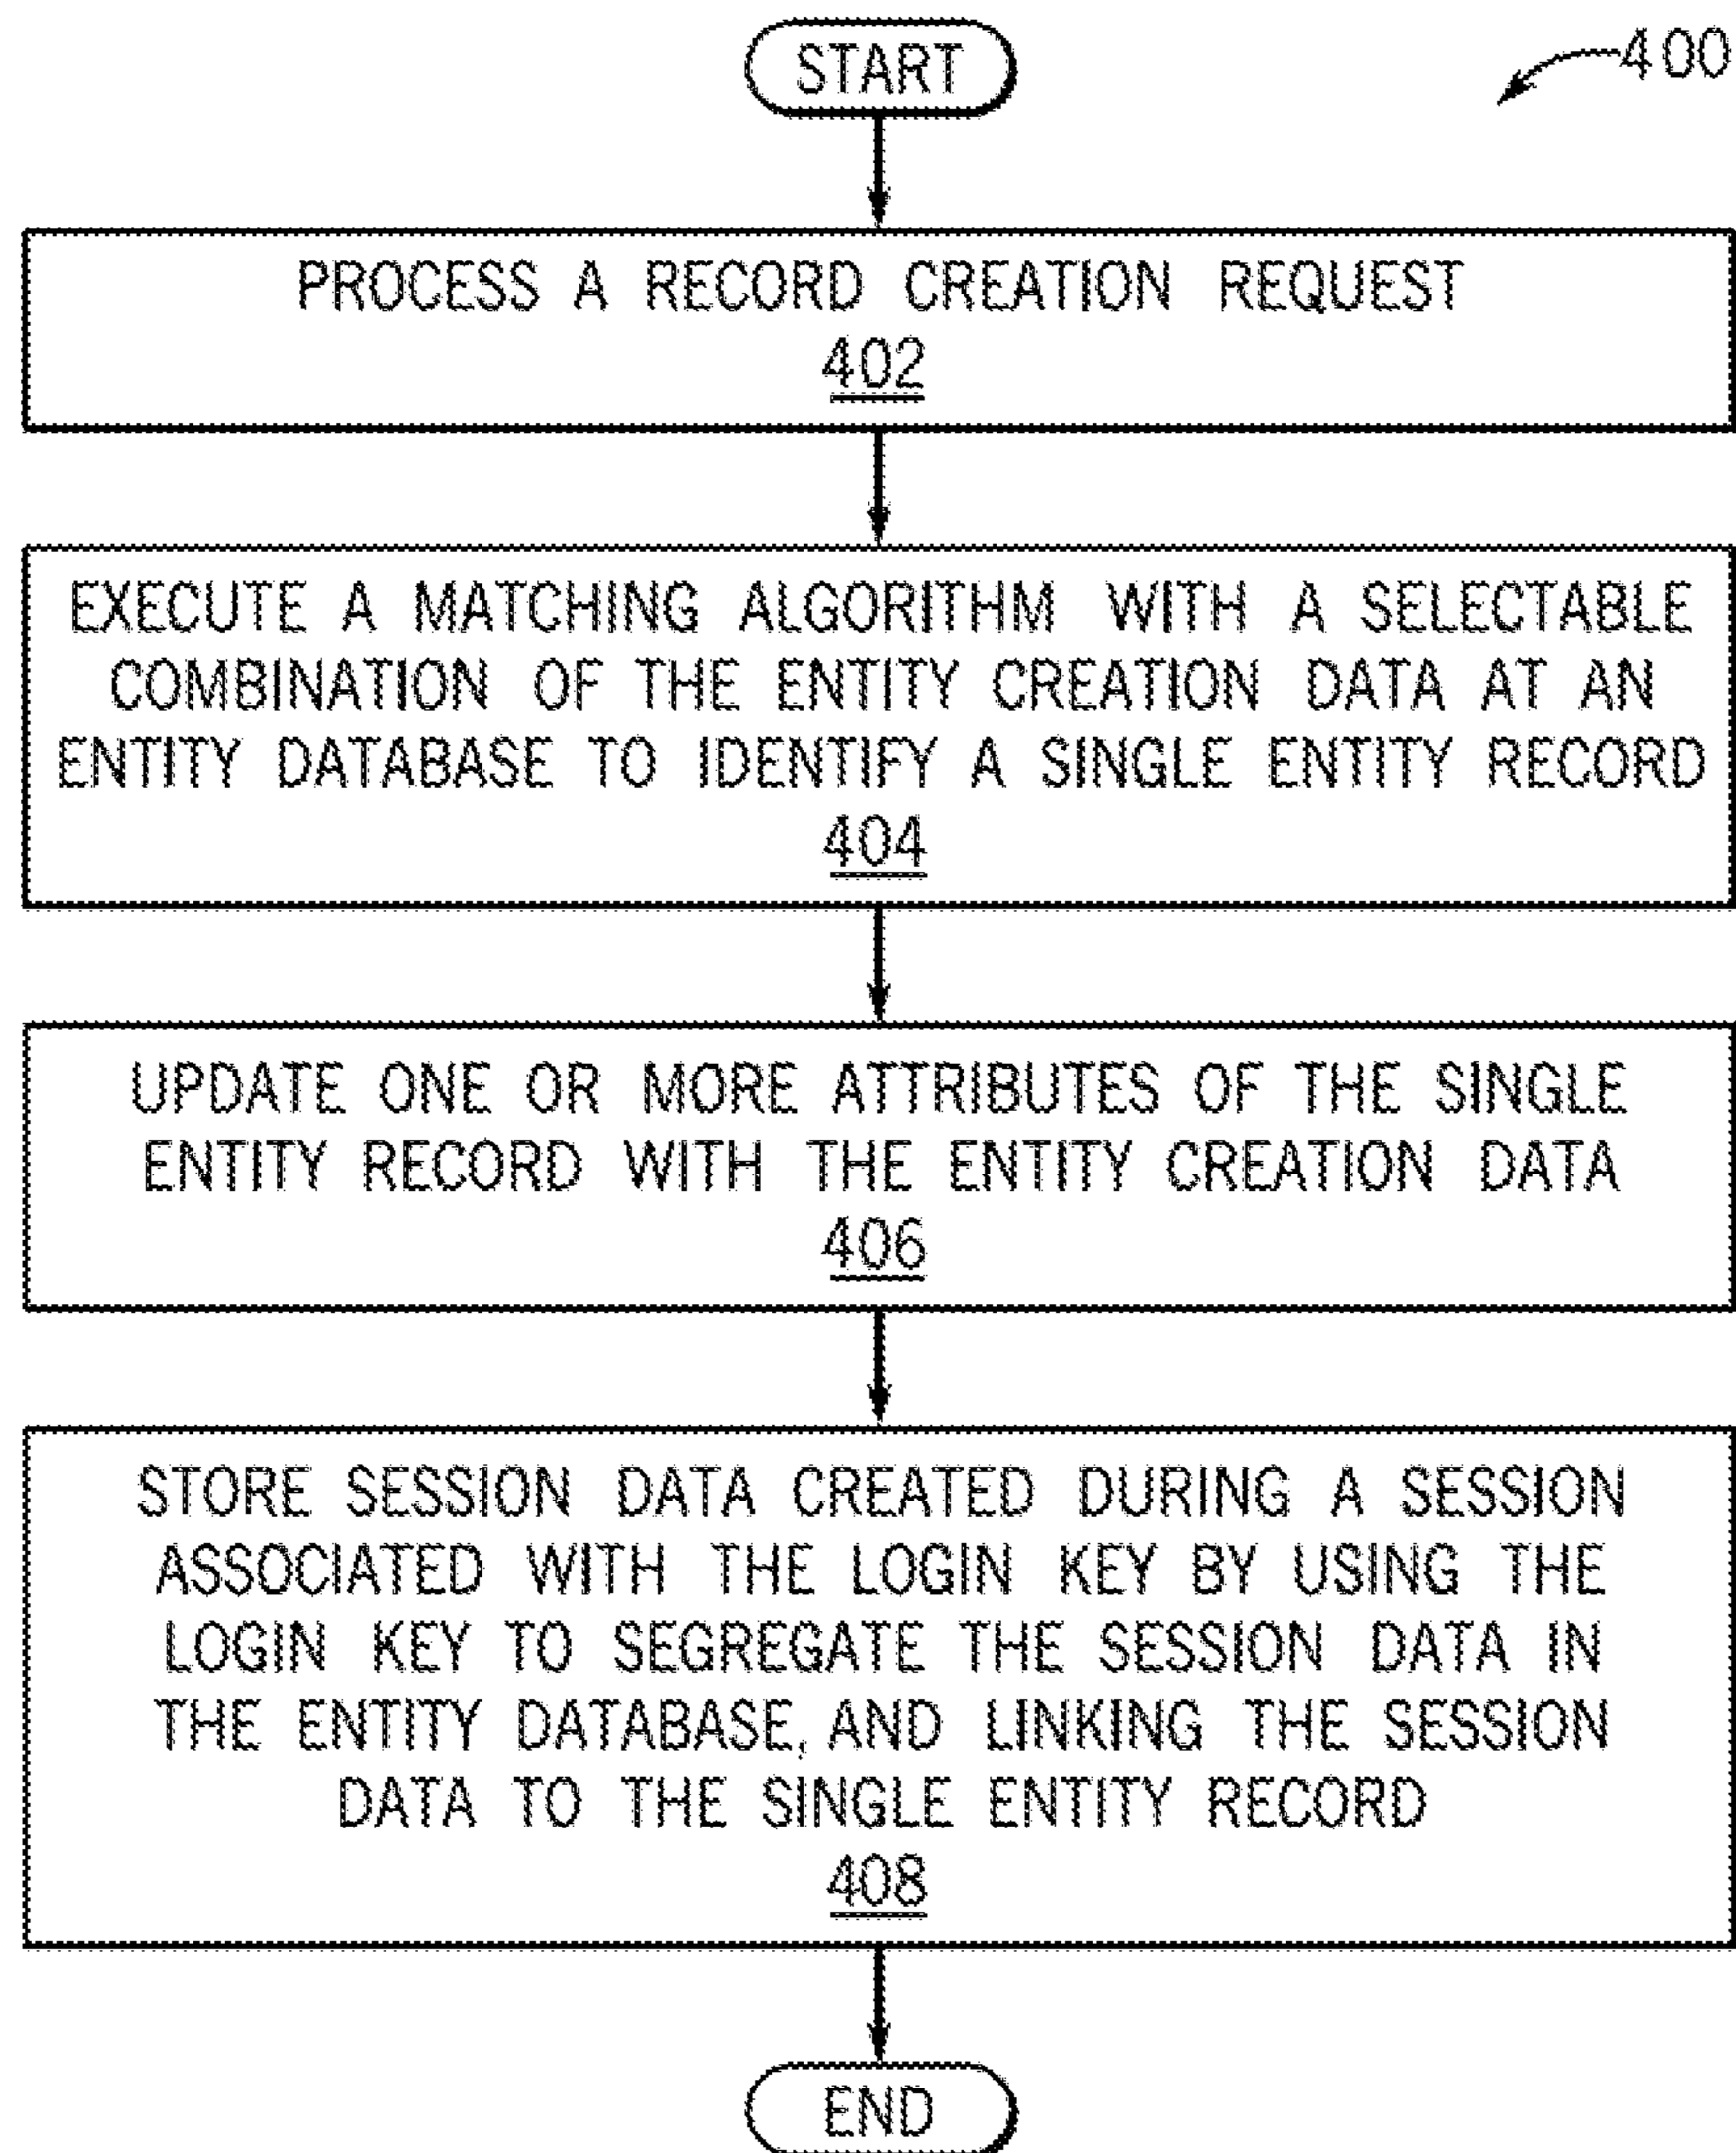 START
400
PROCESS A RECORD CREATION REQUEST
402
EXECUTE A MATCHING ALGORITHM WITH A SELECTABLE
COMBINATION OF THE ENTITY CREATION DATA AT AN
ENTITY DATABASE TO IDENTIFY A SINGLE ENTITY RECORD
404
UPDATE ONE OR MORE ATTRIBUTES OF THE SINGLE
ENTITY RECORD WITH THE ENTITY CREATION DATA
406
STORE SESSION DATA CREATED DURING A SESSION
ASSOCIATED WITH THE LOGIN KEY BY USING THE
LOGIN KEY TO SEGREGATE THE SESSION DATA IN
THE ENTITY DATABASE, AND LINKING THE SESSION
DATA TO THE SINGLE ENTITY RECORD
408
END